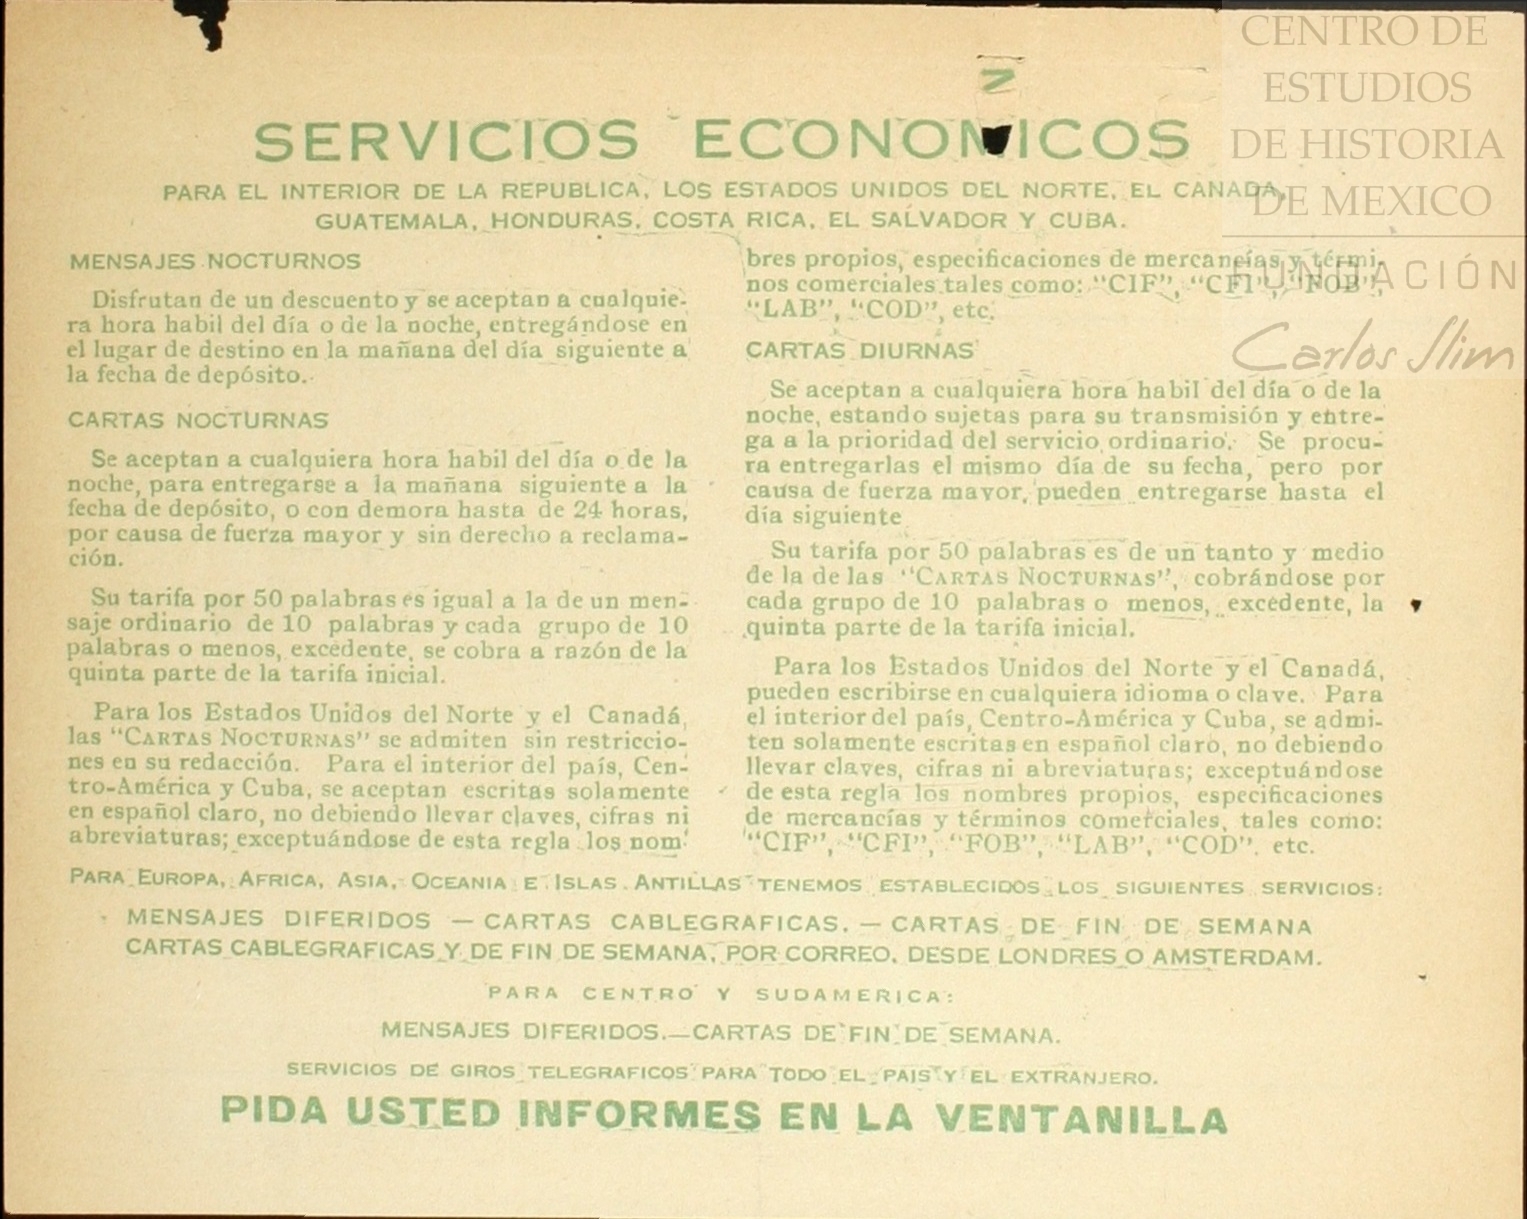 CENTRO DE
ESTUDIOS
DE HISTORIA
DE MEXICO
FUNDACIÓN
Carlos Slim
N
SERVICIOS ECONOMICOS
PARA EL INTERIOR DE LA REPUBLICA, LOS ESTADOS UNIDOS DEL NORTE, EL CANADA,
GUATEMALA, HONDURAS, COSTA RICA, EL SALVADOR Y CUBA.
MENSAJES NOCTURNOS
Disfrutan de un descuento y se aceptan a cualquie-
ra hora habil del día o de la noche, entregándose en
el lugar de destino en la mañana del día siguiente a
la fecha de depósito.
CARTAS NOCTURNAS
Se aceptan a cualquiera hora habil del día o de la
noche, para entregarse a la mañana siguiente a la
fecha de depósito, o con demora hasta de 24 horas,
por causa de fuerza mayor y sin derecho a reclama-
ción.
Su tarifa por 50 palabras es igual a la de un men-
saje ordinario de 10 palabras y cada grupo de 10
palabras o menos, excedente, se cobra a razón de la
quinta parte de la tarifa inicial.
Para los Estados Unidos del Norte y el Canadá,
las "CARTAS NOCTURNAS" se admiten sin restriccio-
nes en su redacción. Para el interior del país, Cen-
tro-América y Cuba, se aceptan escritas solamente
en español claro, no debiendo llevar claves, cifras ni
abreviaturas; exceptuándose de esta regla los nom-
bres propios, especificaciones de mercancías y térmi-
nos comerciales tales como: "CIF", "CFI", "FOB",
"LAB", "COD", etc.
CARTAS DIURNAS
Se aceptan a cualquiera hora habil del día o de la
noche, estando sujetas para su transmisión y entre-
ga a la prioridad del servicio ordinario. Se procu-
ra entregarlas el mismo día de su fecha, pero por
causa de fuerza mayor, pueden entregarse hasta el
día siguiente
Su tarifa por 50 palabras es de un tanto y medio
de la de las "CARTAS NOCTURNAS", cobrándose por
cada grupo de 10 palabras o menos, excedente, la
quinta parte de la tarifa inicial.
Para los Estados Unidos del Norte y el Canadá,
pueden escribirse en cualquiera idioma o clave. Para
el interior del país, Centro-América y Cuba, se admi-
ten solamente escritas en español claro, no debiendo
llevar claves, cifras ni abreviaturas; exceptuándose
de esta regla los nombres propios, especificaciones
de mercancías y términos comerciales, tales como:
"CIF", "CFI", "FOB", "LAB", "COD". etc.
PARA EUROPA, AFRICA, ASIA, OCEANIA E ISLAS ANTILLAS TENEMOS ESTABLECIDOS LOS SIGUIENTES SERVICIOS:
MENSAJES DIFERIDOS — CARTAS CABLEGRAFICAS. — CARTAS DE FIN DE SEMANA
CARTAS CABLEGRAFICAS Y DE FIN DE SEMANA, POR CORREO, DESDE LONDRES O AMSTERDAM.
PARA CENTRO Y SUDAMERICA:
MENSAJES DIFERIDOS.—CARTAS DE FIN DE SEMANA.
SERVICIOS DE GIROS TELEGRAFICOS PARA TODO EL PAIS Y EL EXTRANJERO.
PIDA USTED INFORMES EN LA VENTANILLA